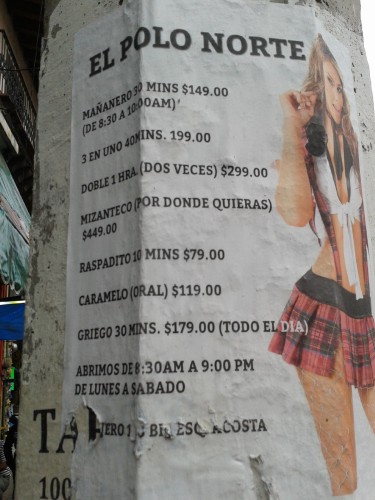 EL POLO NORTE
MAÑANERO 30 MINS $149.00
(DE 8:30 A 10:00AM)'
3 EN UNO 40MINS. 199.00
DOBLE 1 HRA. (DOS VECES) $299.00
MIZANTECO (POR DONDE QUIERAS)
$449.00
RASPADITO 10 MINS $79.00
CARAMELO (ORAL) $119.00
GRIEGO 30 MINS. $179.00 (TODO EL DIA)
ABRIMOS DE 8:30AM A 9:00 PM
DE LUNES A SABADO
ESQ. ACOSTA
TA
100